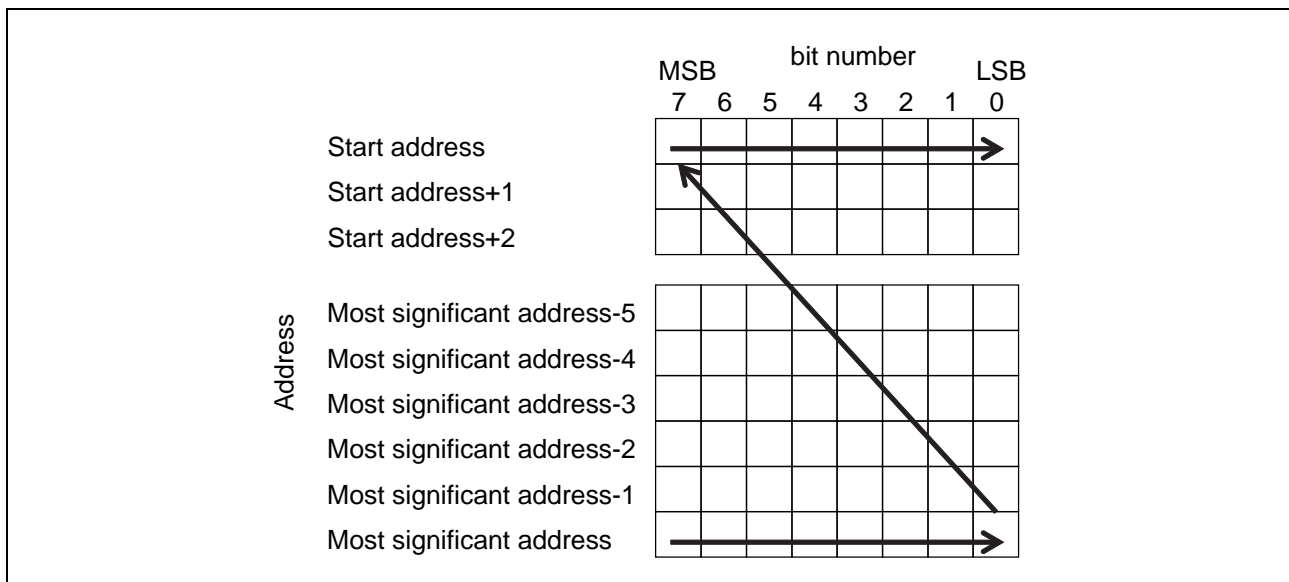 bit number
MSB LSB
7 6 5 4 3 2 1 0
Start address
Start address+1
Start address+2
Address
Most significant address-5
Most significant address-4
Most significant address-3
Most significant address-2
Most significant address-1
Most significant address